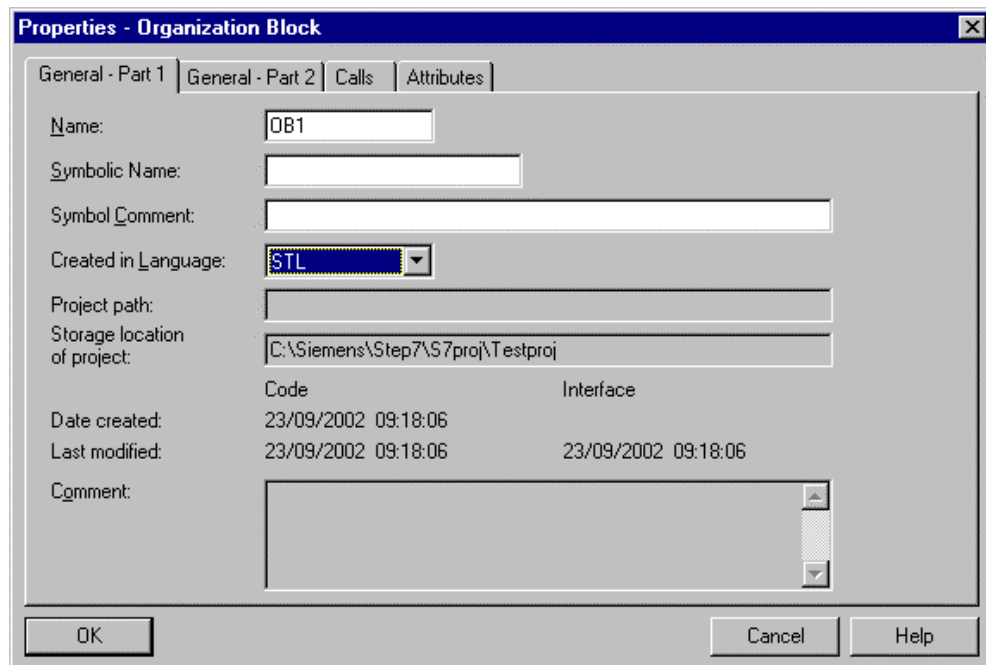 Properties - Organization Block
General - Part 1 General - Part 2 Calls Attributes
Name: OB1
Symbolic Name:
Symbol Comment:
Created in Language: STL
Project path:
Storage location
of project: C:\Siemens\Step7\S7proj\Testproj
Code Interface
Date created: 23/09/2002 09:18:06
Last modified: 23/09/2002 09:18:06 23/09/2002 09:18:06
Comment:
OK Cancel Help